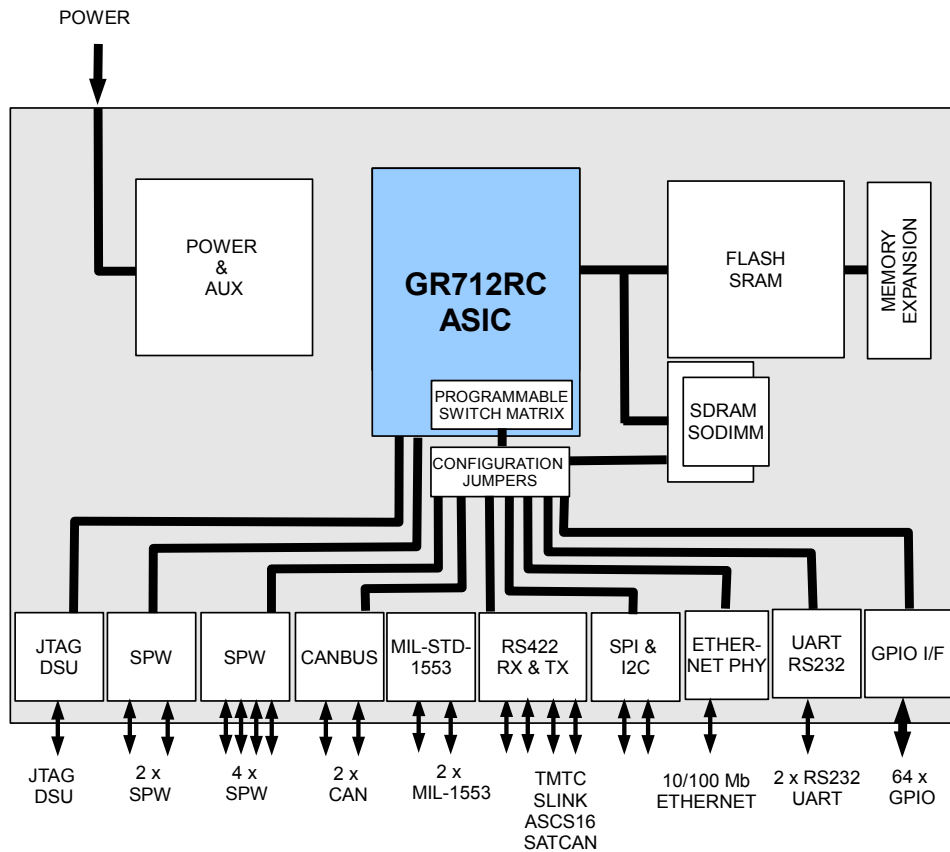 POWER
POWER
&
AUX
GR712RC
ASIC
PROGRAMMABLE
SWITCH MATRIX
CONFIGURATION
JUMPERS
FLASH
SRAM
MEMORY
EXPANSION
SDRAM
SODIMM
JTAG
DSU
SPW
SPW
CANBUS
MIL-STD-
1553
RS422
RX & TX
SPI &
I2C
ETHER-
NET PHY
UART
RS232
GPIO I/F
JTAG
DSU
2 x
SPW
4 x
SPW
2 x
CAN
2 x
MIL-1553
TMTC
SLINK
ASCS16
SATCAN
10/100 Mb
ETHERNET
2 x RS232
UART
64 x
GPIO